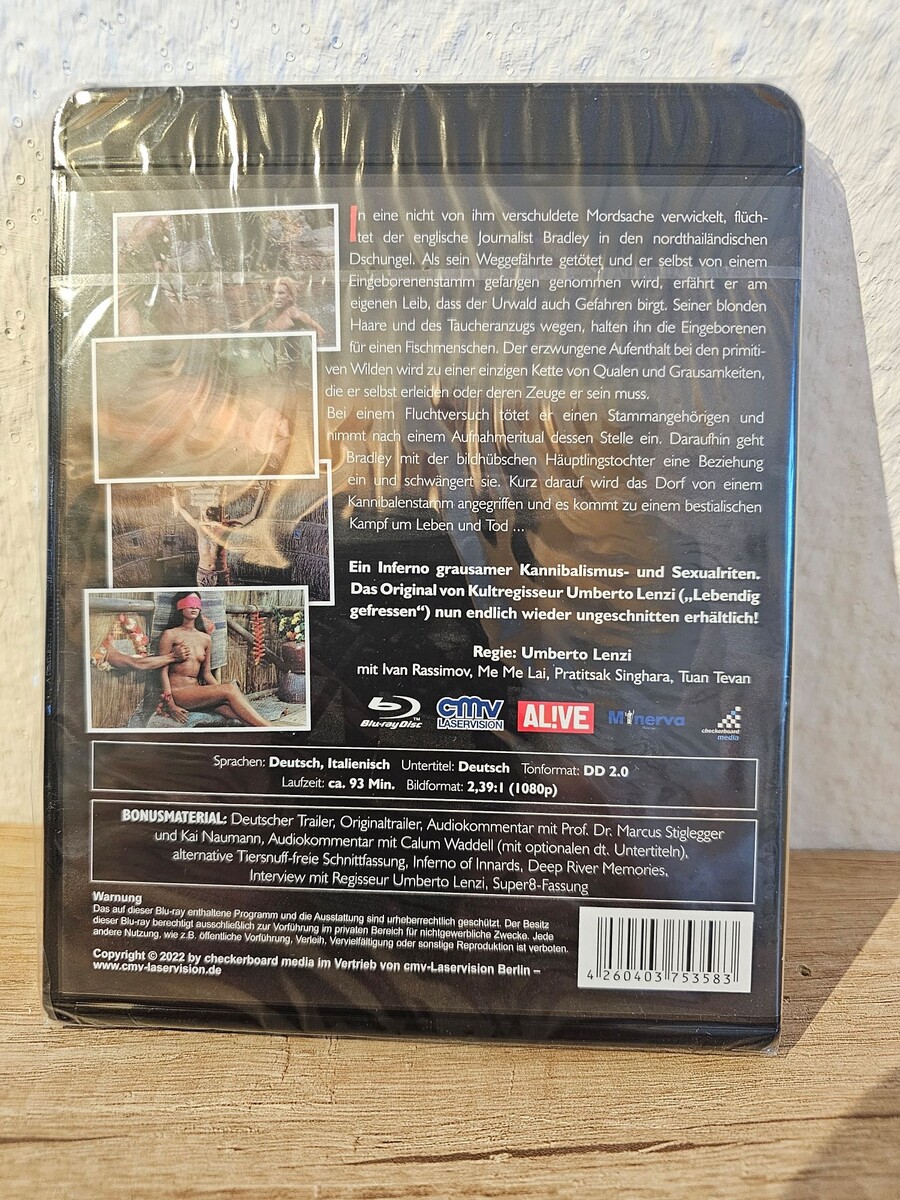 In eine nicht von ihm verschuldete Mordsache verwickelt, flüch-
tet der englische Journalist Bradley in den nordthailändischen
Dschungel. Als sein Weggefährte getötet und er selbst von einem
Eingeborenenstamm gefangen genommen wird, erfährt er am
eigenen Leib, dass der Urwald auch Gefahren birgt. Seiner blonden
Haare und des Taucheranzugs wegen, halten ihn die Eingeborenen
für einen Fischmenschen. Der erzwungene Aufenthalt bei den primiti-
ven Wilden wird zu einer einzigen Kette von Qualen und Grausamkeiten,
die er selbst erleiden oder deren Zeuge er sein muss.
Bei einem Fluchtversuch tötet er einen Stammangehörigen und
nimmt nach einem Aufnahmeritual dessen Stelle ein. Daraufhin geht
Bradley mit der bildhübschen Häuptlingstochter eine Beziehung
ein und schwängert sie. Kurz darauf wird das Dorf von einem
Kannibalenstamm angegriffen und es kommt zu einem bestialischen
Kampf um Leben und Tod ...
Ein Inferno grausamer Kannibalismus- und Sexualriten.
Das Original von Kultregisseur Umberto Lenzi („Lebendig
gefressen“) nun endlich wieder ungeschnitten erhältlich!
Regie: Umberto Lenzi
mit Ivan Rassimov, Me Me Lai, Pratitsak Singhara, Tuan Tevan
Blu-ray Disc™ cmv LASERVISION AL!VE Minerva checkerboard media
Sprachen: Deutsch, Italienisch Untertitel: Deutsch Tonformat: DD 2.0
Laufzeit: ca. 93 Min. Bildformat: 2,39:1 (1080p)
BONUSMATERIAL: Deutscher Trailer, Originaltrailer, Audiokommentar mit Prof. Dr. Marcus Stiglegger
und Kai Naumann, Audiokommentar mit Calum Waddell (mit optionalen dt. Untertiteln),
alternative Tiersnuff-freie Schnittfassung, Inferno of Innards, Deep River Memories,
Interview mit Regisseur Umberto Lenzi, Super8-Fassung
Warnung
Das auf dieser Blu-ray enthaltene Programm und die Ausstattung sind urheberrechtlich geschützt. Der Besitz
dieser Blu-ray berechtigt ausschließlich zur Vorführung im privaten Bereich für nichtgewerbliche Zwecke. Jede
andere Nutzung, wie z.B. öffentliche Vorführung, Verleih, Vervielfältigung oder sonstige Reproduktion ist verboten.
Copyright © 2022 by checkerboard media im Vertrieb von cmv-Laservision Berlin –
www.cmv-laservision.de
4 260403 753583